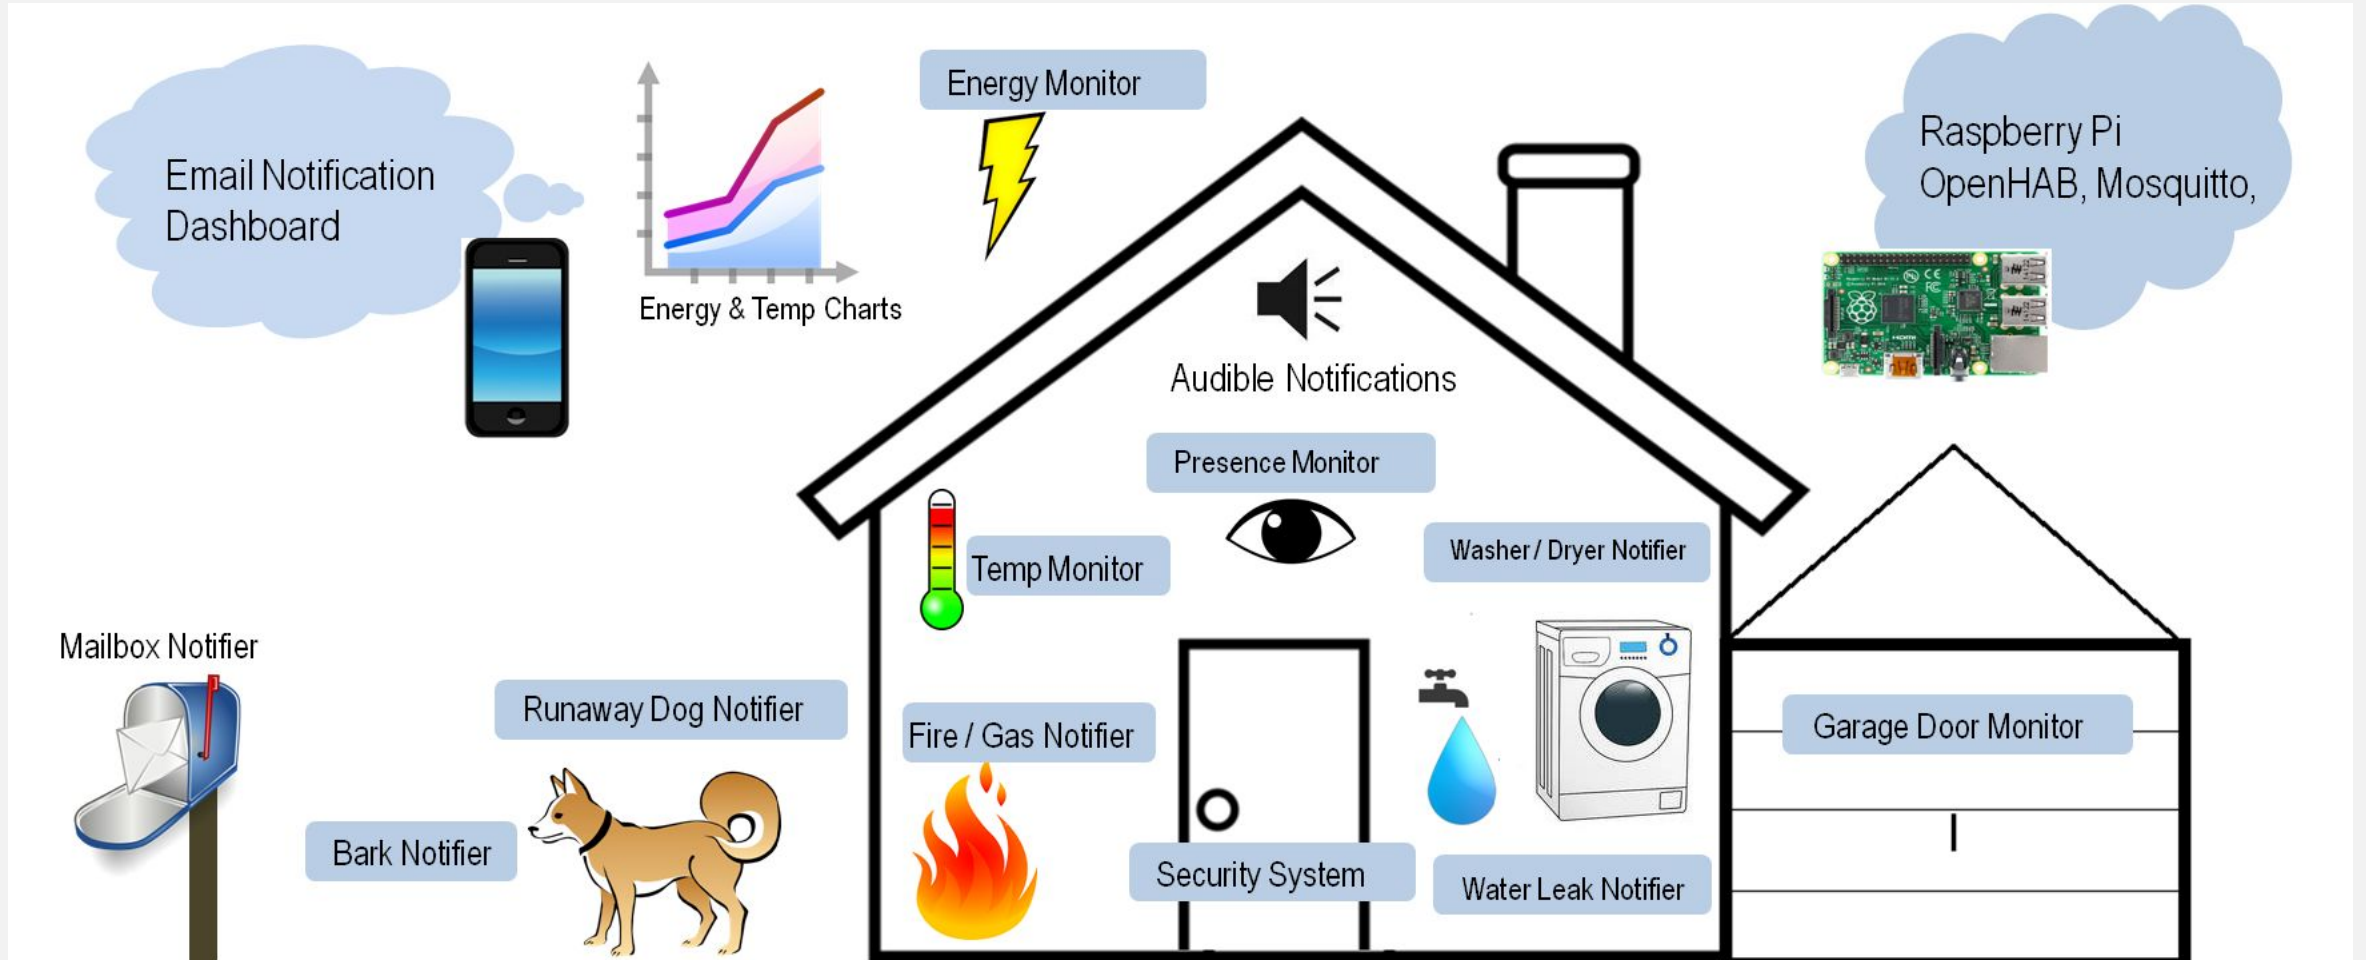 Energy Monitor
Email Notification
Dashboard
Raspberry Pi
OpenHAB, Mosquitto,
Energy & Temp Charts
Audible Notifications
Presence Monitor
Temp Monitor
Washer / Dryer Notifier
Mailbox Notifier
Runaway Dog Notifier
Fire / Gas Notifier
Garage Door Monitor
Bark Notifier
Security System
Water Leak Notifier